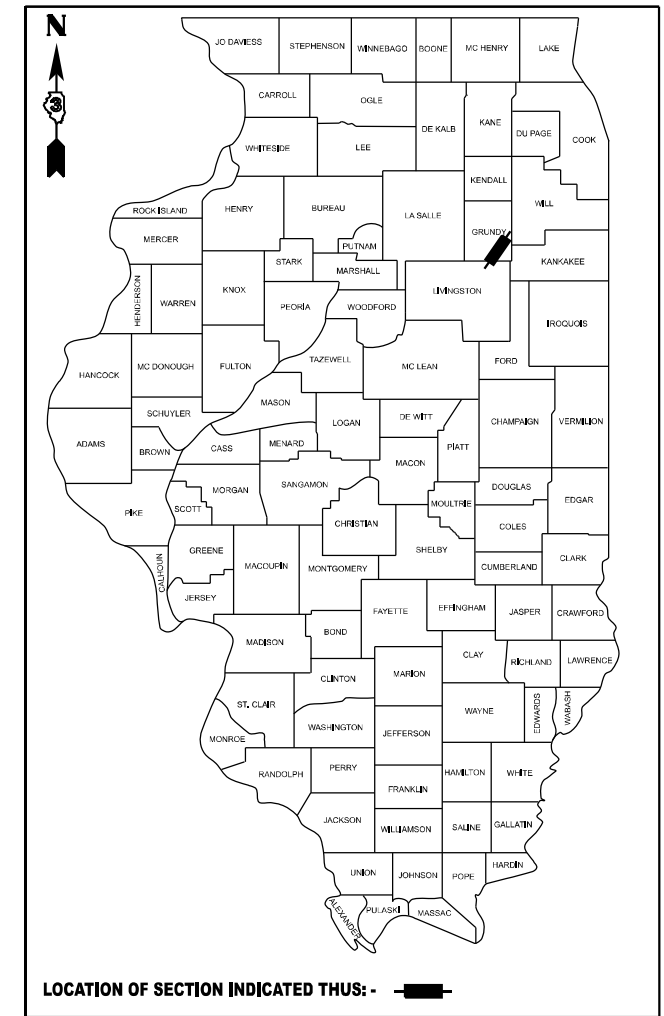 N
3
JO DAVIESS STEPHENSON WINNEBAGO BOONE MC HENRY LAKE
CARROLL OGLE DE KALB KANE DU PAGE COOK
WHITESIDE LEE
KENDALL WILL
ROCK ISLAND HENRY BUREAU LA SALLE
GRUNDY
MERCER PUTNAM
STARK MARSHALL KANKAKEE
HENDERSON WARREN KNOX PEORIA WOODFORD LIVINGSTON
IROQUOIS
HANCOCK MC DONOUGH FULTON TAZEWELL MC LEAN FORD
MASON
SCHUYLER LOGAN DE WITT CHAMPAIGN VERMILION
ADAMS BROWN CASS MENARD PIATT
MACON
MORGAN SANGAMON DOUGLAS
PIKE SCOTT MOULTRIE EDGAR
CHRISTIAN COLES
GREENE SHELBY
CALHOUN MACOUPIN MONTGOMERY CUMBERLAND CLARK
JERSEY
FAYETTE EFFINGHAM JASPER CRAWFORD
MADISON BOND
CLAY RICHLAND LAWRENCE
CLINTON MARION
ST. CLAIR WAYNE EDWARDS WABASH
WASHINGTON JEFFERSON
MONROE
RANDOLPH PERRY HAMILTON WHITE
FRANKLIN
JACKSON WILLIAMSON SALINE GALLATIN
HARDIN
UNION JOHNSON POPE
ALEXANDER PULASKI MASSAC
LOCATION OF SECTION INDICATED THUS: -